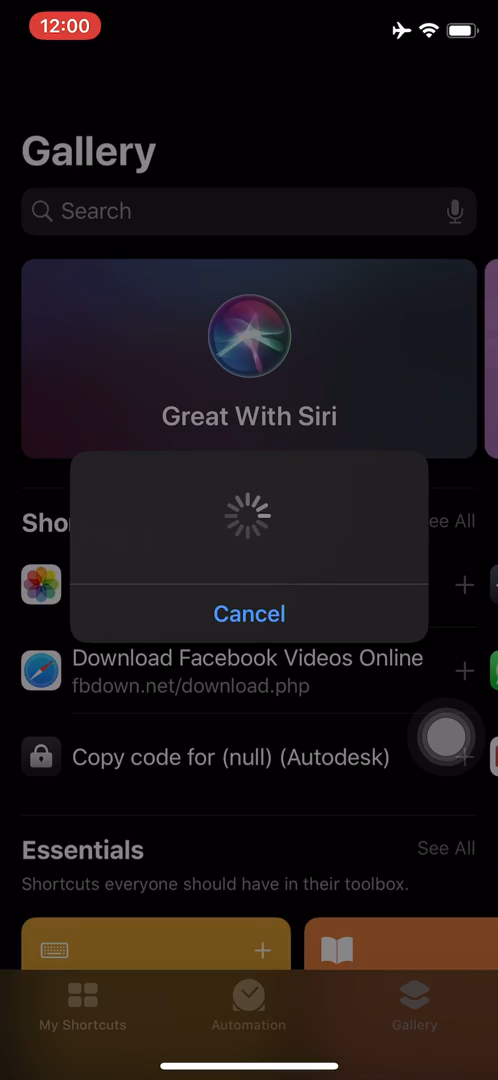 12:00
Gallery
Search
Great With Siri
Sho
ee All
Cancel
Download Facebook Videos Online
fbdown.net/download.php
Copy code for (null) (Autodesk)
Essentials
See All
Shortcuts everyone should have in their toolbox.
My Shortcuts
Automation
Gallery